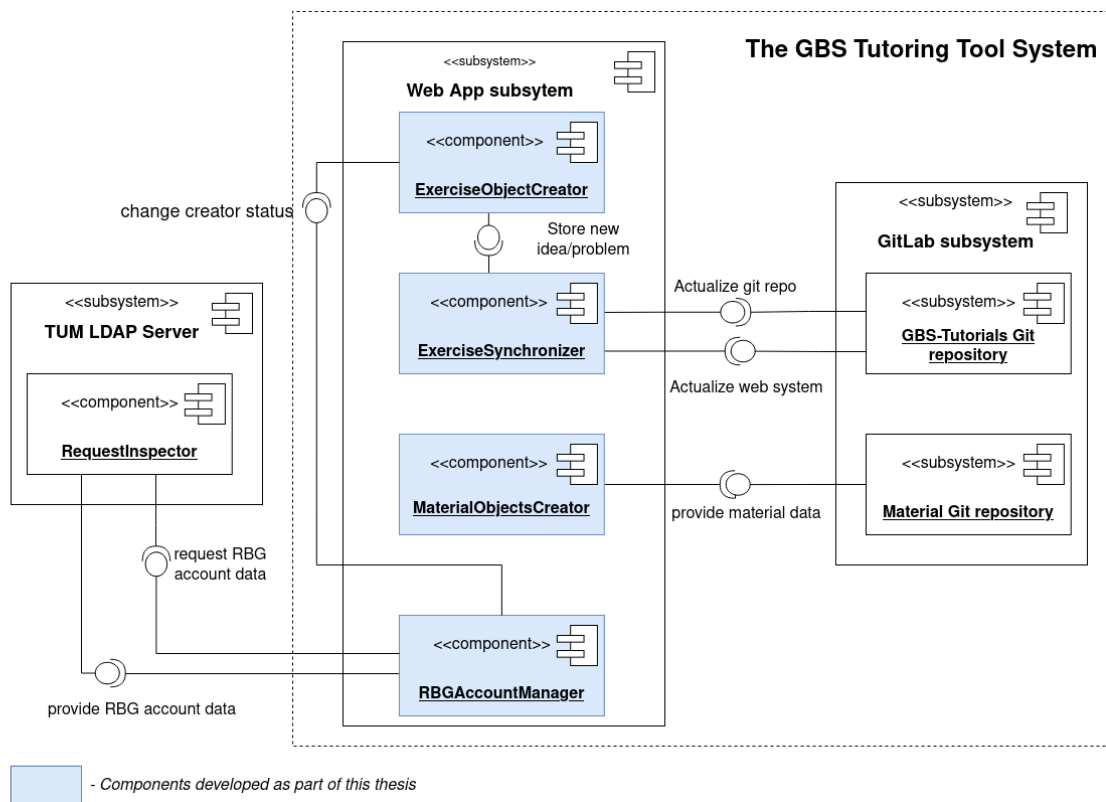 The GBS Tutoring Tool System
<<subsystem>>
Web App subsytem
<<component>>
ExerciseObjectCreator
change creator status
Store new
idea/problem
<<subsystem>>
GitLab subsystem
<<subsystem>>
TUM LDAP Server
<<component>>
RequestInspector
<<component>>
ExerciseSynchronizer
Actualize git repo
Actualize web system
<<subsystem>>
GBS-Tutorials Git
repository
<<component>>
MaterialObjectsCreator
provide material data
<<subsystem>>
Material Git repository
request RBG
account data
provide RBG account data
<<component>>
RBGAccountManager
- Components developed as part of this thesis